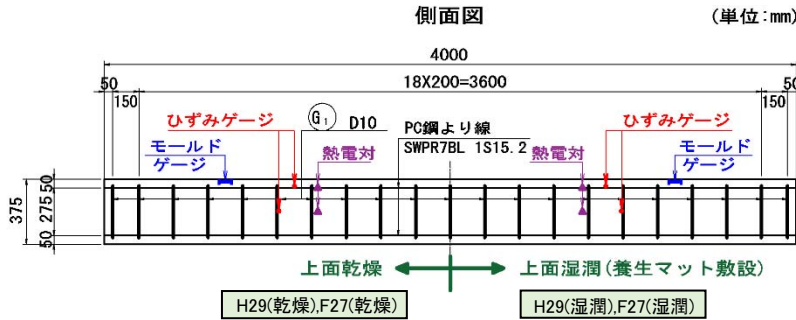 側面図
(単位:mm)
4000
50
18X200=3600
50
150
150
ひずみゲージ
G1 D10
PC鋼より線
SWPR7BL 1S15.2
ひずみゲージ
モールド
ゲージ
熱電対
熱電対
モールド
ゲージ
375
50
275
50
上面乾燥
上面湿潤(養生マット敷設)
H29(乾燥),F27(乾燥)
H29(湿潤),F27(湿潤)